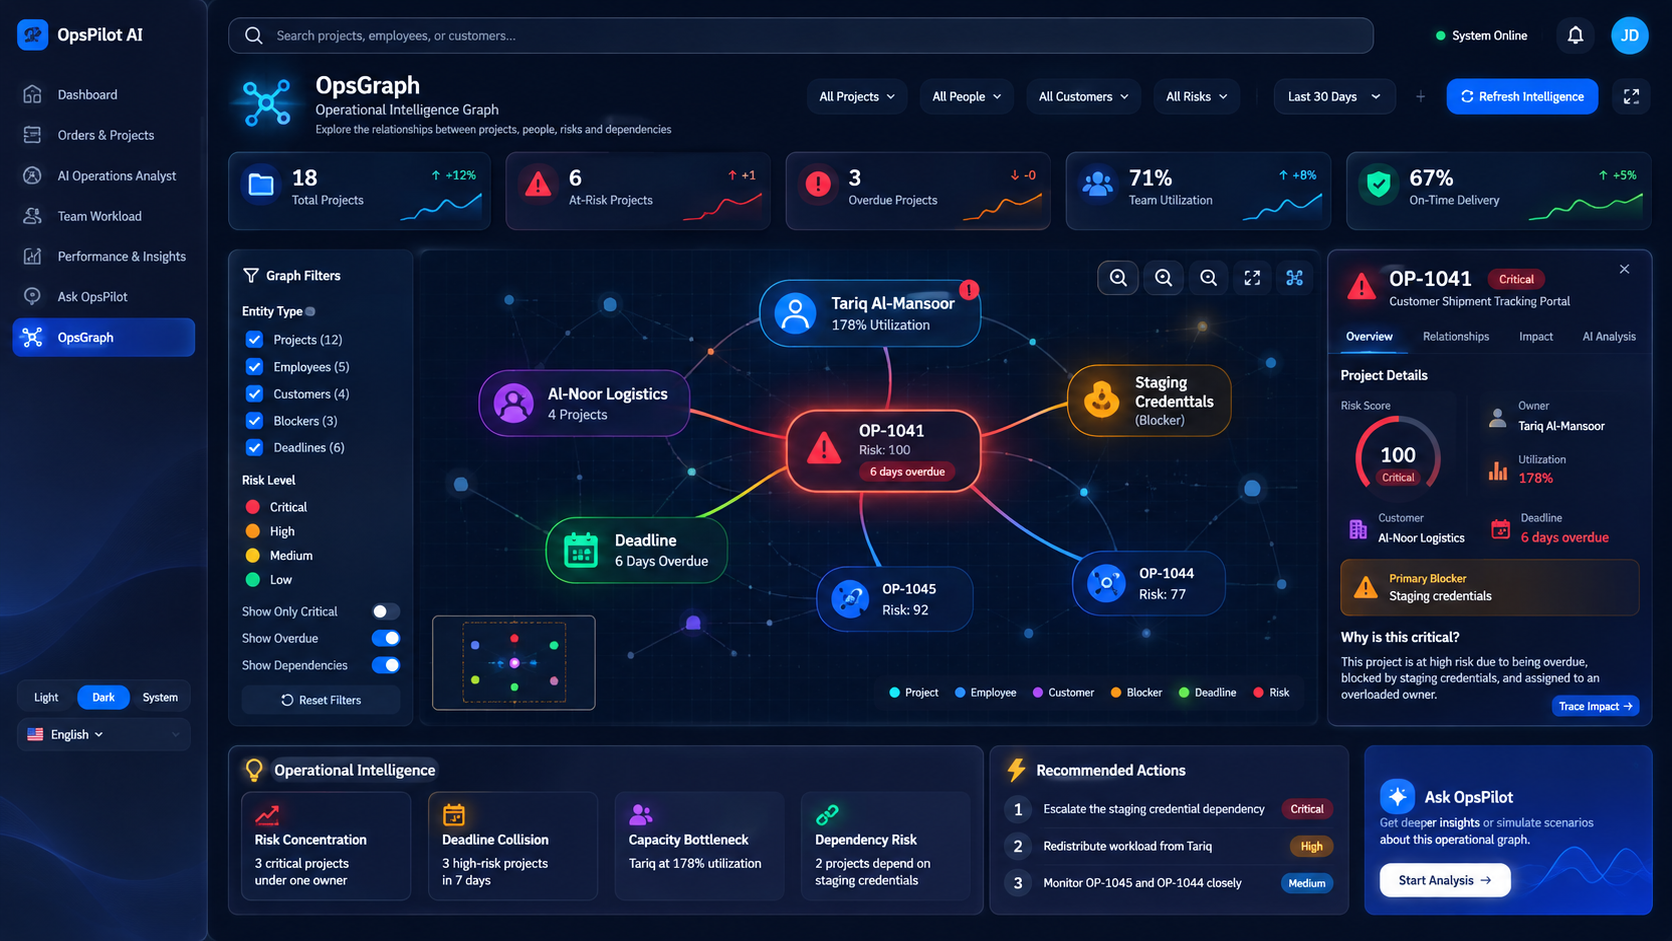 OpsPilot AI
Dashboard
Orders & Projects
AI Operations Analyst
Team Workload
Performance & Insights
Ask OpsPilot
OpsGraph
Light
Dark
System
English
Search projects, employees, or customers...
System Online
JD
OpsGraph
Operational Intelligence Graph
Explore the relationships between projects, people, risks and dependencies
All Projects
All People
All Customers
All Risks
Last 30 Days
+
Refresh Intelligence
18
Total Projects
↑ +12%
6
At-Risk Projects
↑ +1
3
Overdue Projects
↓ -0
71%
Team Utilization
↑ +8%
67%
On-Time Delivery
↑ +5%
Graph Filters
Entity Type
Projects (12)
Employees (5)
Customers (4)
Blockers (3)
Deadlines (6)
Risk Level
Critical
High
Medium
Low
Show Only Critical
Show Overdue
Show Dependencies
Reset Filters
Tariq Al-Mansoor
178% Utilization
Al-Noor Logistics
4 Projects
Staging
Credenttals
(Blocker)
OP-1041
Risk: 100
6 days overdue
Deadline
6 Days Overdue
OP-1045
Risk: 92
OP-1044
Risk: 77
Project
Employee
Customer
Blocker
Deadline
Risk
OP-1041
Critical
Customer Shipment Tracking Portal
Overview
Relationships
Impact
AI Analysis
Project Details
Risk Score
100
Critical
Owner
Tariq Al-Mansoor
Utilization
178%
Customer
Al-Noor Logistics
Deadline
6 days overdue
Primary Blocker
Staging credentials
Why is this critical?
This project is at high risk due to being overdue,
blocked by staging credentials, and assigned to an
overloaded owner.
Trace Impact →
Operational Intelligence
Risk Concentration
3 critical projects
under one owner
Deadline Collision
3 high-risk projects
in 7 days
Capacity Bottleneck
Tariq at 178% utilization
Dependency Risk
2 projects depend on
staging credentials
Recommended Actions
1 Escalate the staging credential dependency Critical
2 Redistribute workload from Tariq High
3 Monitor OP-1045 and OP-1044 closely Medium
Ask OpsPilot
Get deeper insights or simulate scenarios
about this operational graph.
Start Analysis →